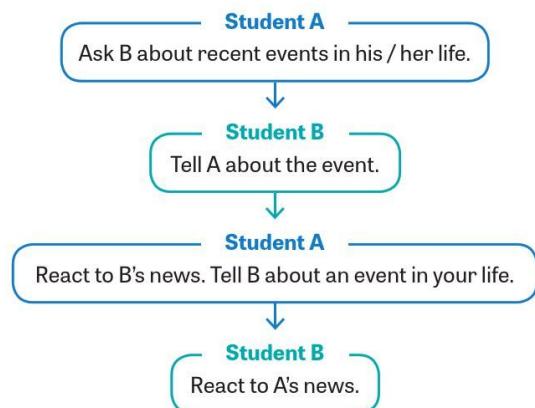 Student A
Ask B about recent events in his / her life.
Student B
Tell A about the event.
Student A
React to B's news. Tell B about an event in your life.
Student B
React to A's news.